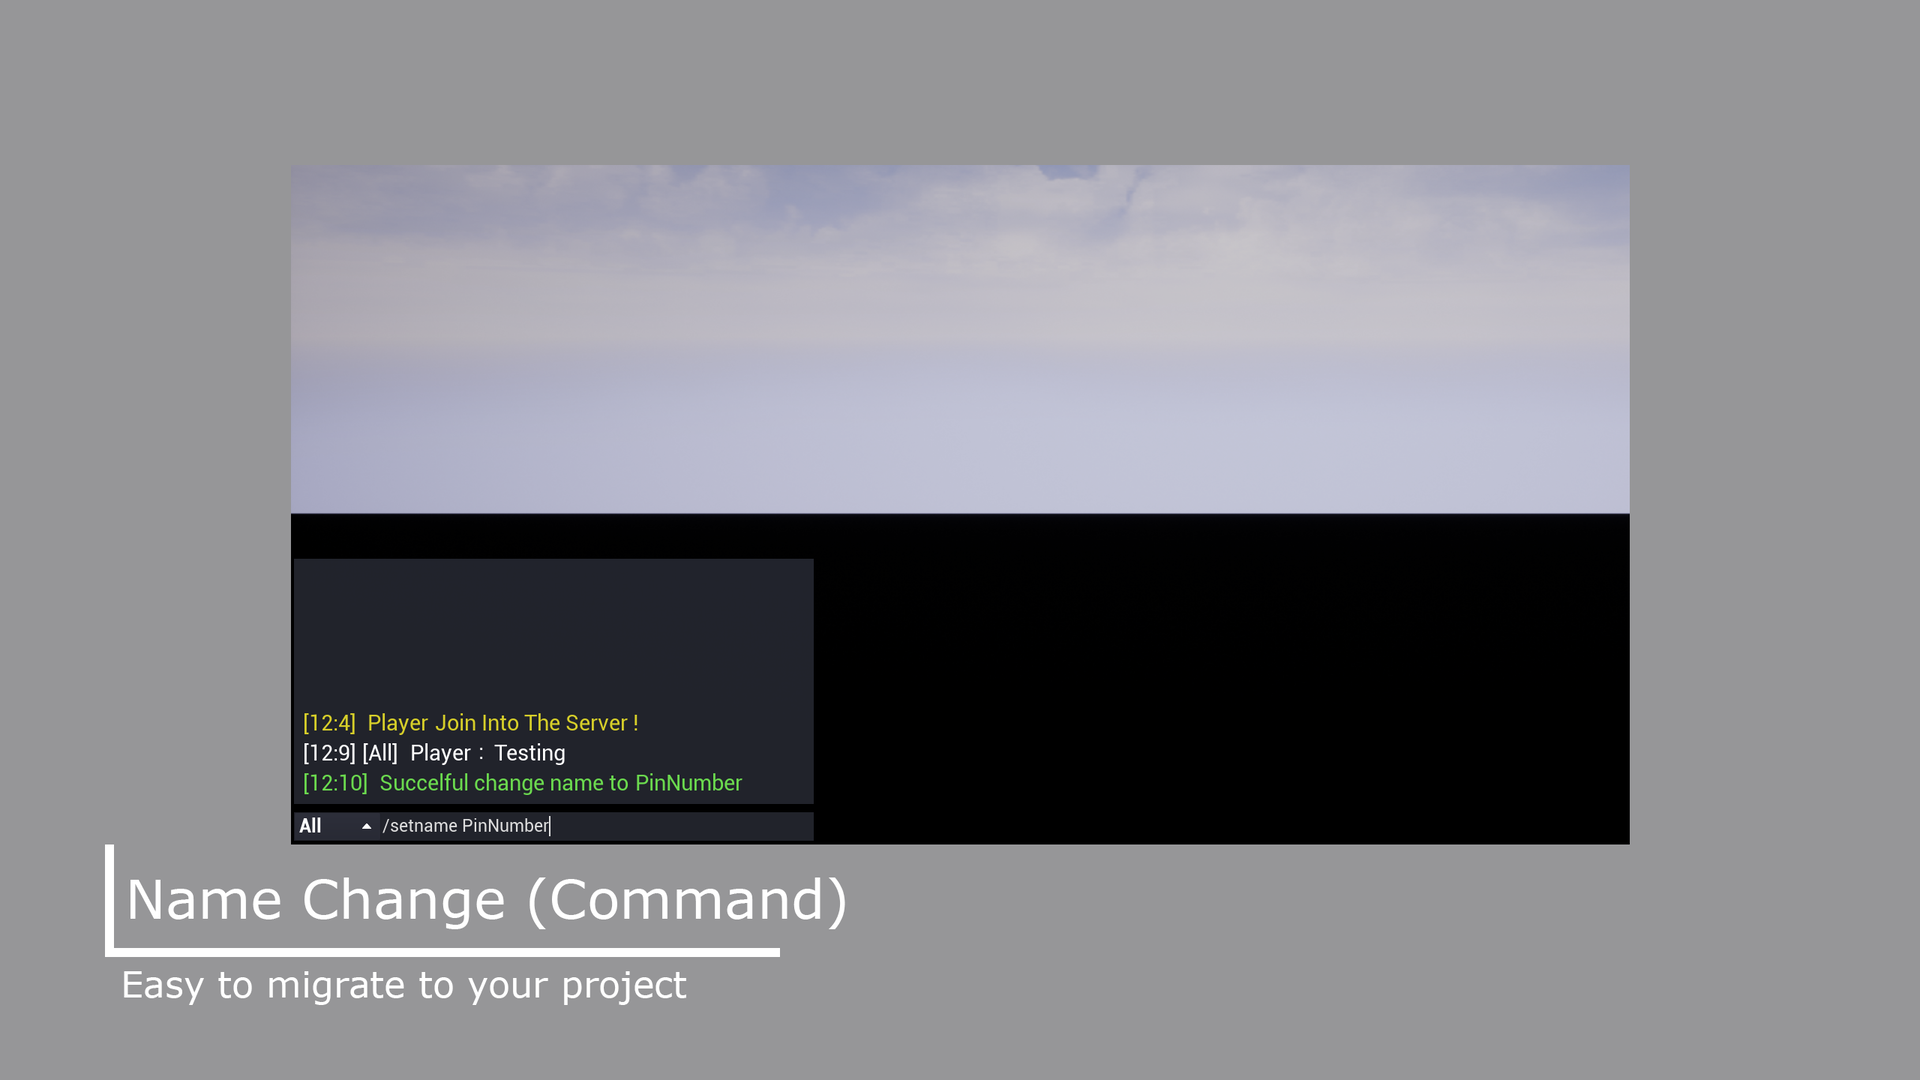 [12:4] Player Join Into The Server !
[12:9] [All] Player : Testing
[12:10] Succelful change name to PinNumber
All /setname PinNumber
Name Change (Command)
Easy to migrate to your project